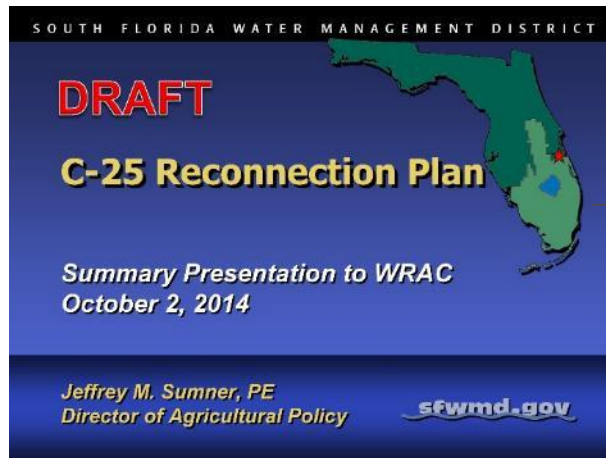 SOUTH FLORIDA WATER MANAGEMENT DISTRICT
DRAFT
C-25 Reconnection Plan
Summary Presentation to WRAC
October 2, 2014
Jeffrey M. Sumner, PE
Director of Agricultural Policy
sfwmd.gov